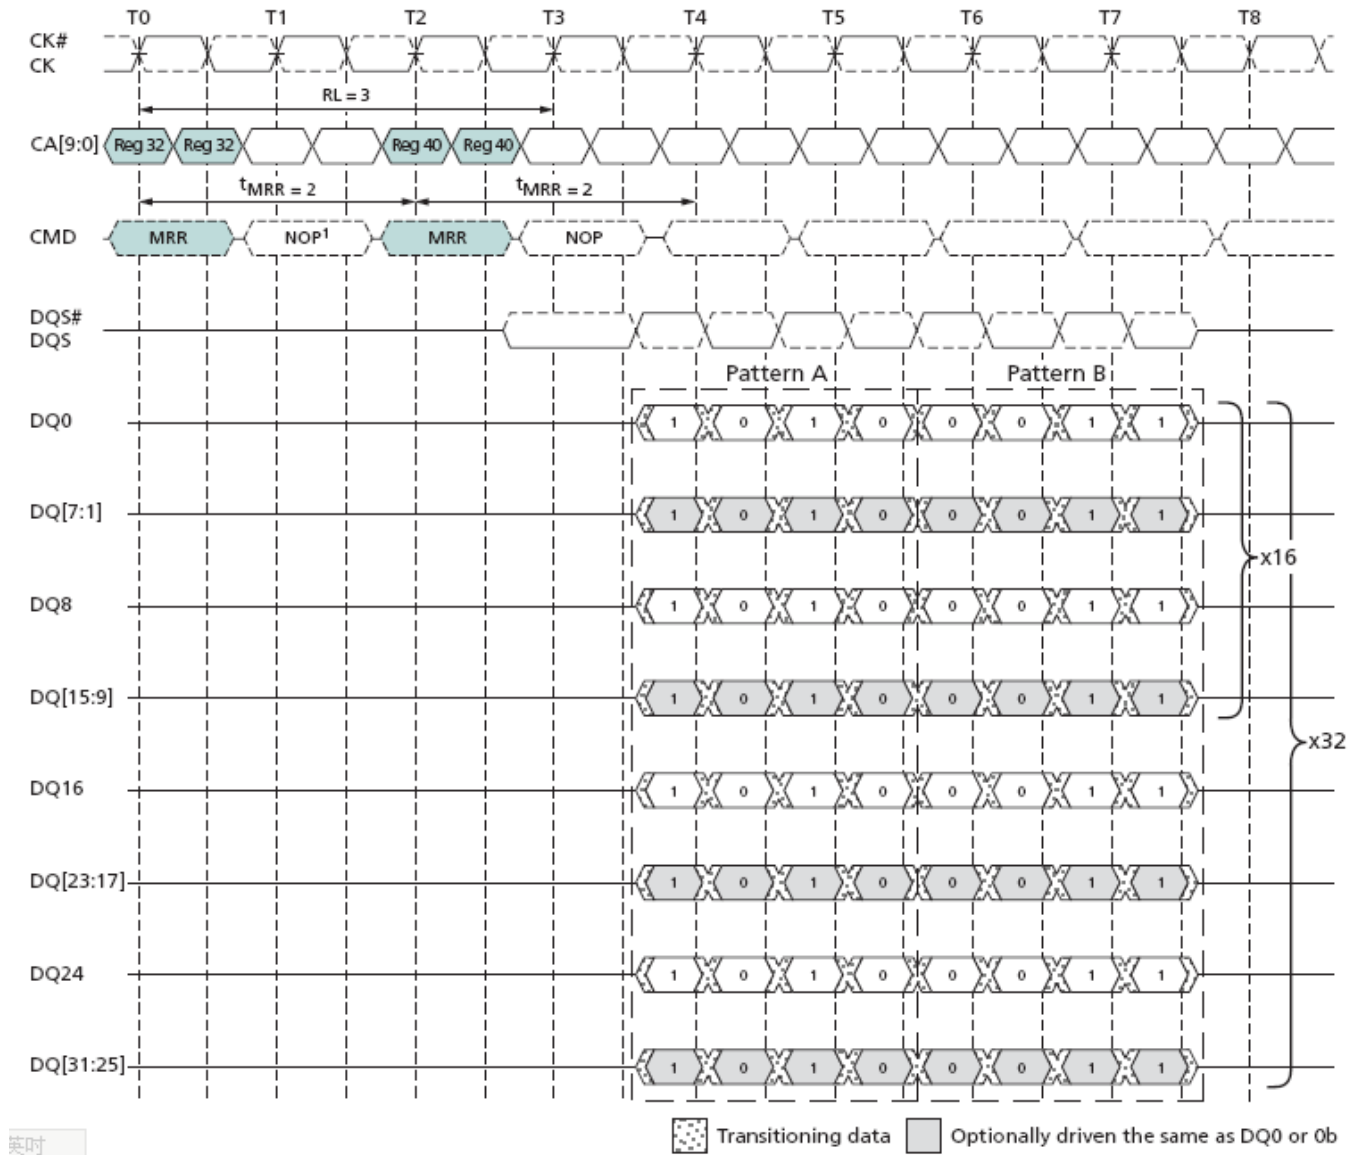 T0 T1 T2 T3 T4 T5 T6 T7 T8
CK#
CK
RL = 3
CA[9:0] Reg 32 Reg 32 Reg 40 Reg 40
tMRR = 2 tMRR = 2
CMD MRR NOP1 MRR NOP
DQS#
DQS
Pattern A Pattern B
DQ0 1 0 1 0 0 0 1 1
DQ[7:1] 1 0 1 0 0 0 1 1
x16
DQ8 1 0 1 0 0 0 1 1
DQ[15:9] 1 0 1 0 0 0 1 1
x32
DQ16 1 0 1 0 0 0 1 1
DQ[23:17] 1 0 1 0 0 0 1 1
DQ24 1 0 1 0 0 0 1 1
DQ[31:25] 1 0 1 0 0 0 1 1
Transitioning data Optionally driven the same as DQ0 or 0b
英吋